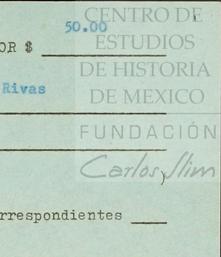 50.00
OR $
Rivas
rrespondientes
CENTRO DE
ESTUDIOS
DE HISTORIA
DE MEXICO
FUNDACIÓN
Carlos Slim